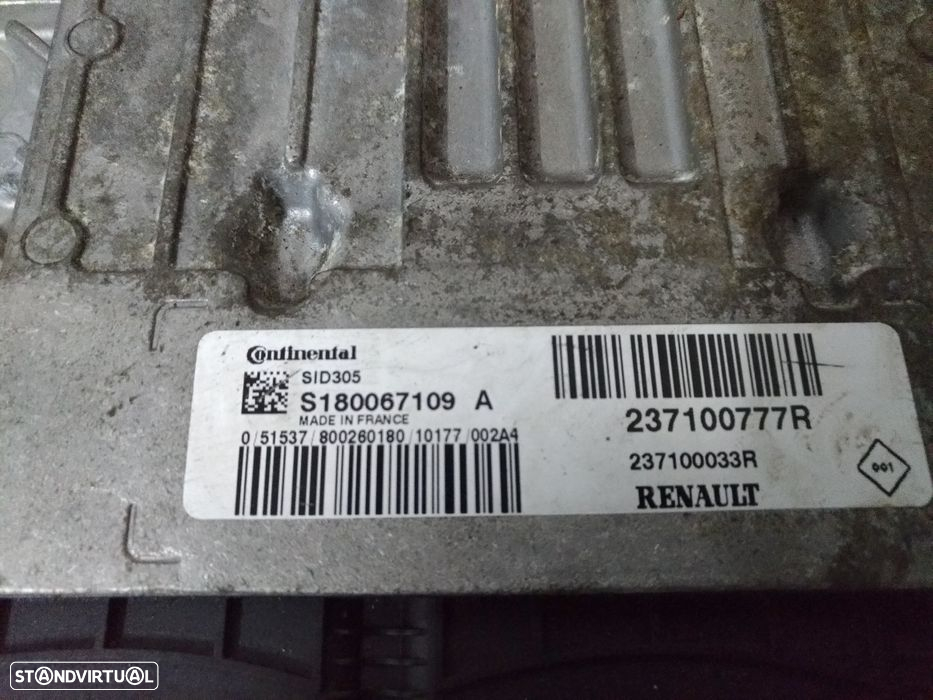 Continental
SID305
S180067109 A
MADE IN FRANCE
0/51537/800260180/10177/002A4
237100777R
237100033R
RENAULT
001
STANDVIRTUAL